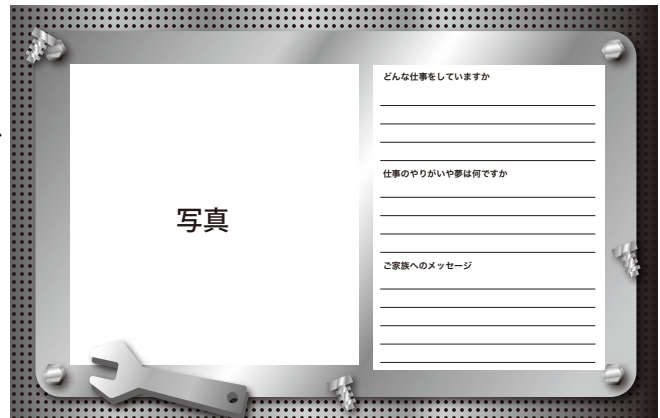 写真
どんな仕事をしていますか
仕事のやりがいや夢は何ですか
ご家族へのメッセージ